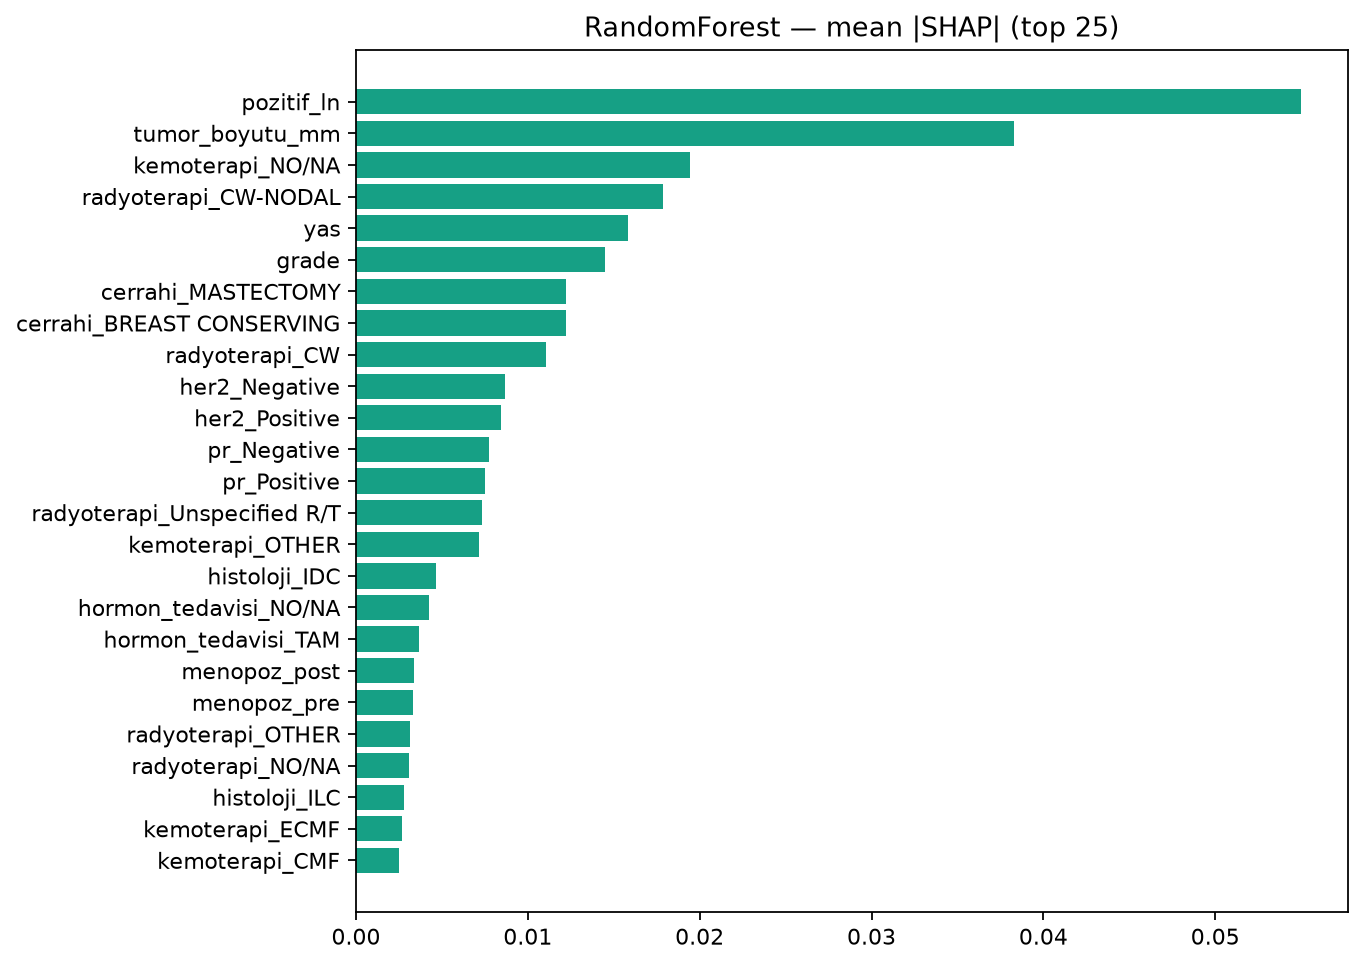 RandomForest — mean |SHAP| (top 25)
pozitif_ln
tumor_boyutu_mm
kemoterapi_NO/NA
radyoterapi_CW-NODAL
yas
grade
cerrahi_MASTECTOMY
cerrahi_BREAST CONSERVING
radyoterapi_CW
her2_Negative
her2_Positive
pr_Negative
pr_Positive
radyoterapi_Unspecified R/T
kemoterapi_OTHER
histoloji_IDC
hormon_tedavisi_NO/NA
hormon_tedavisi_TAM
menopoz_post
menopoz_pre
radyoterapi_OTHER
radyoterapi_NO/NA
histoloji_ILC
kemoterapi_ECMF
kemoterapi_CMF
0.00 0.01 0.02 0.03 0.04 0.05